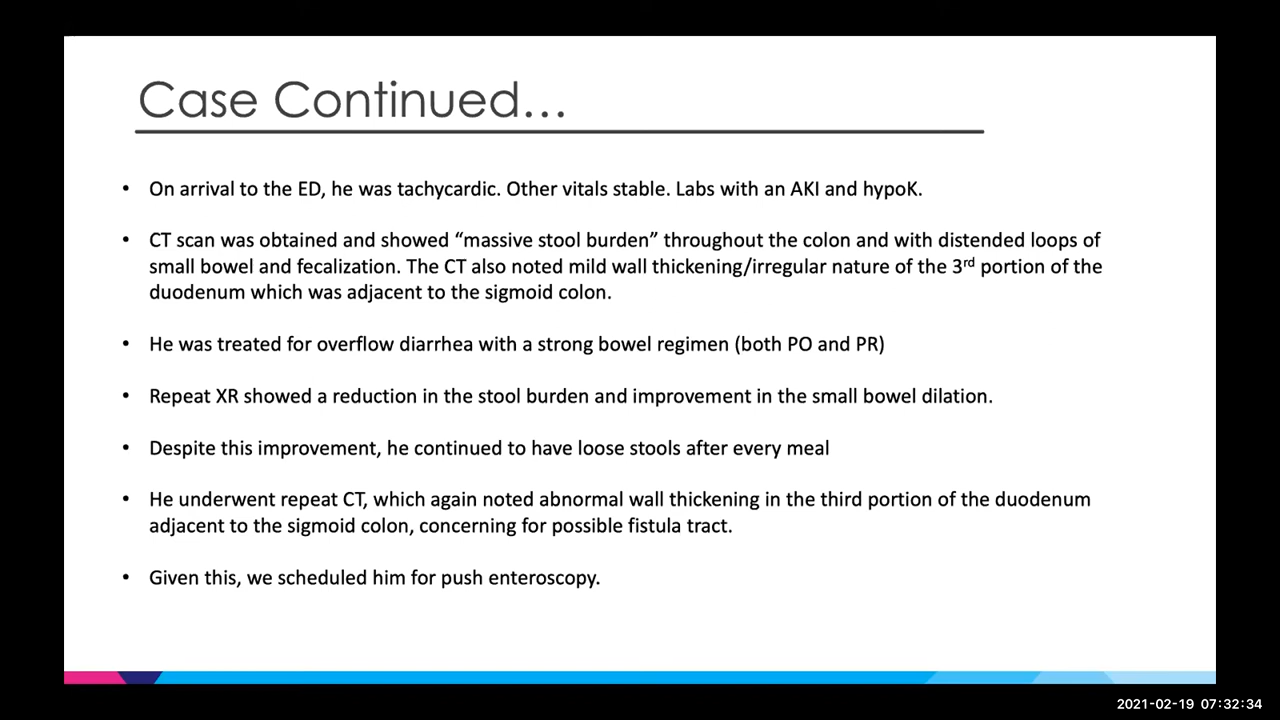 Case Continued...
• On arrival to the ED, he was tachycardic. Other vitals stable. Labs with an AKI and hypoK.
• CT scan was obtained and showed “massive stool burden” throughout the colon and with distended loops of
small bowel and fecalization. The CT also noted mild wall thickening/irregular nature of the 3rd portion of the
duodenum which was adjacent to the sigmoid colon.
• He was treated for overflow diarrhea with a strong bowel regimen (both PO and PR)
• Repeat XR showed a reduction in the stool burden and improvement in the small bowel dilation.
• Despite this improvement, he continued to have loose stools after every meal
• He underwent repeat CT, which again noted abnormal wall thickening in the third portion of the duodenum
adjacent to the sigmoid colon, concerning for possible fistula tract.
• Given this, we scheduled him for push enteroscopy.
2021-02-19 07:32:34